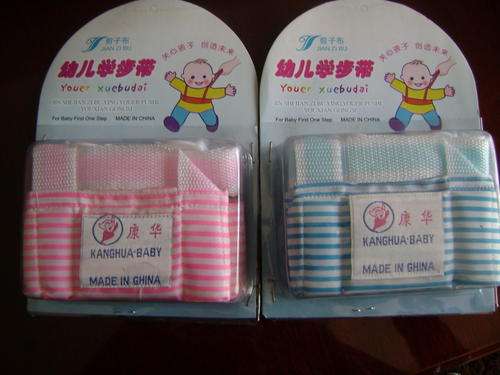 剪子布
JIAN ZI BU
关心孩子 创造未来
幼儿学步带
Youer xuebudai
For Baby First One Step MADE IN CHINA
康华
KANGHUA·BABY
MADE IN GHINA
剪子布
JIAN ZI BU
关心孩子 创造未来
幼儿学步带
Youer xuebudai
For Baby First One Step MADE IN CHINA
康华
KANGHUA·BABY
MADE IN GHINA